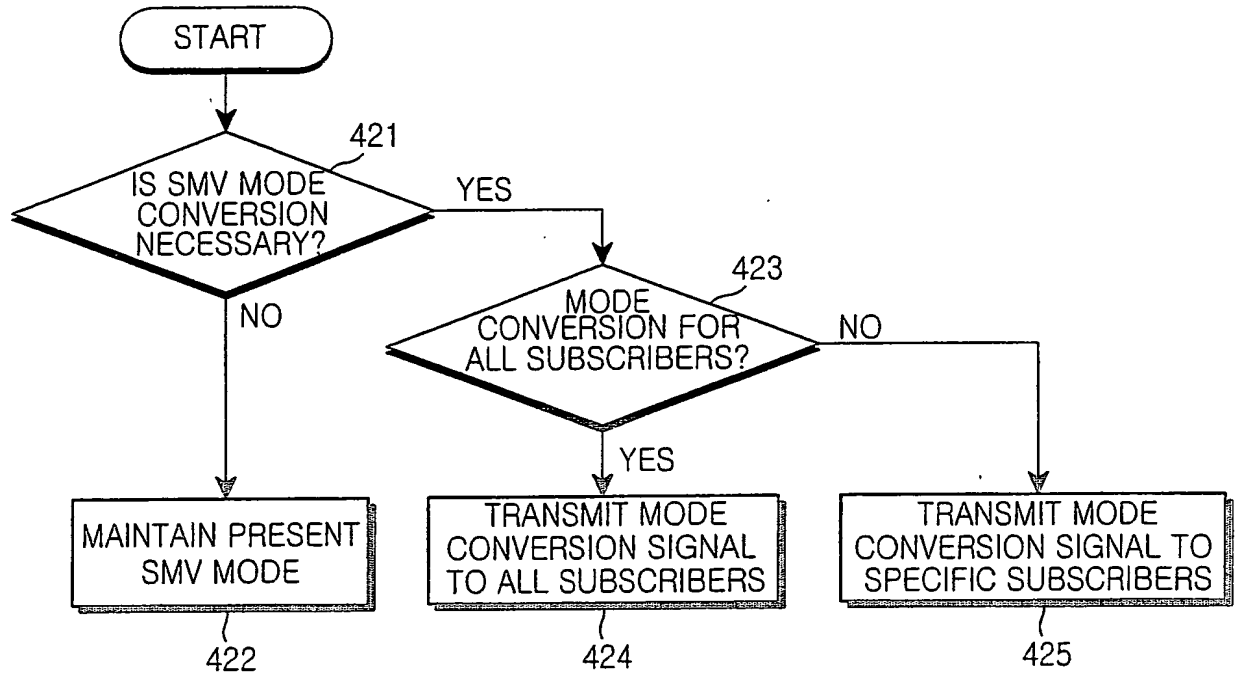 START
421
IS SMV MODE
CONVERSION
NECESSARY?
YES
NO
423
MODE
CONVERSION FOR
ALL SUBSCRIBERS?
NO
YES
MAINTAIN PRESENT
SMV MODE
422
TRANSMIT MODE
CONVERSION SIGNAL
TO ALL SUBSCRIBERS
424
TRANSMIT MODE
CONVERSION SIGNAL TO
SPECIFIC SUBSCRIBERS
425